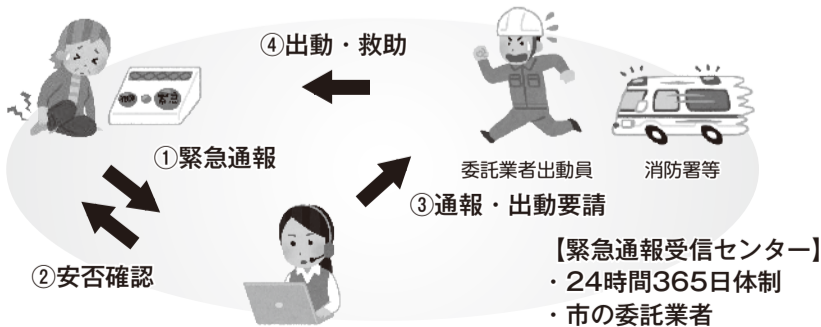 ④出動・救助
緊急
①緊急通報
委託業者出動員
消防署等
③通報・出動要請
②安否確認
【緊急通報受信センター】
・24時間365日体制
・市の委託業者